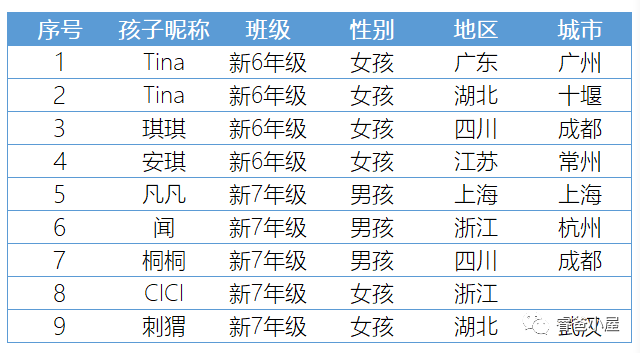 序号 孩子昵称 班级 性别 地区 城市
1 Tina 新6年级 女孩 广东 广州
2 Tina 新6年级 女孩 湖北 十堰
3 琪琪 新6年级 女孩 四川 成都
4 安琪 新6年级 女孩 江苏 常州
5 凡凡 新7年级 男孩 上海 上海
6 闻 新7年级 男孩 浙江 杭州
7 桐桐 新7年级 男孩 四川 成都
8 CICI 新7年级 女孩 浙江
9 刺猬 新7年级 女孩 湖北 武汉